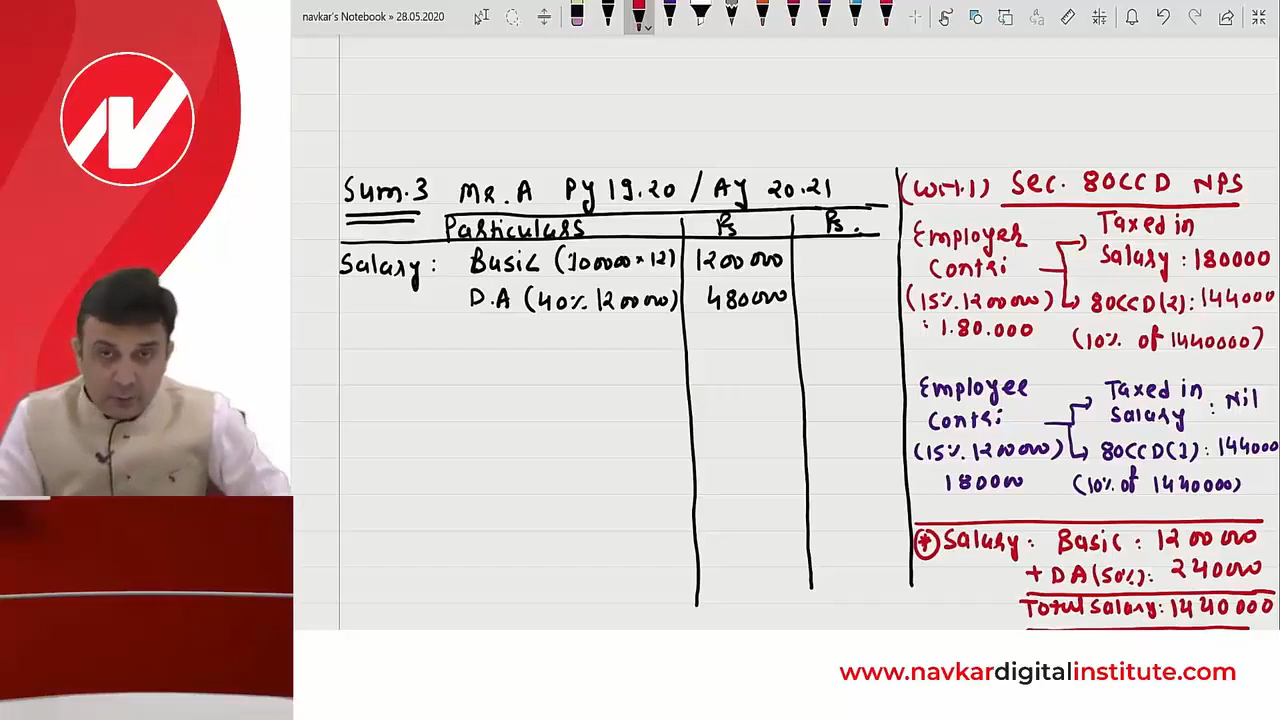 navkar's Notebook » 28.05.2020
Sum.3 Mr. A PY 19.20 / AY 20.21
Particulars Rs Rs.
Salary: Basic (100000×12) 1200000
D.A (40% 1200000) 480000
(WN.1) Sec. 80CCD NPS
Employer Contri (15% 1200000) : 1.80.000
Taxed in Salary : 180000
80CCD(2) : 144000
(10% of 1440000)
Employee Contri (15% 1200000) 180000
Taxed in Salary : Nil
80CCD(1) : 144000
(10% of 1440000)
* Salary: Basic : 1200000
+ DA (50%) : 240000
Total Salary : 1440000
www.navkardigitalinstitute.com